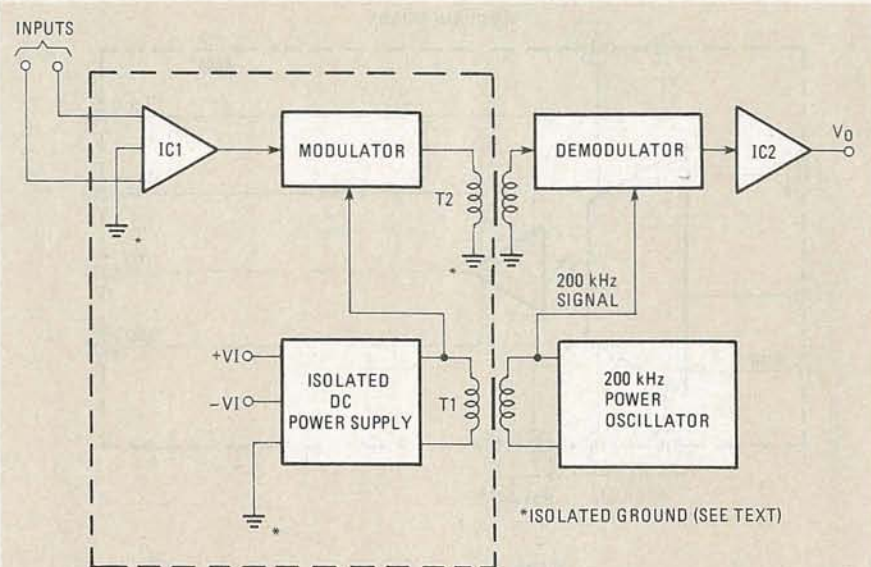 INPUTS
IC1
MODULATOR
T2
DEMODULATOR
IC2
V0
*
*
200 kHz
SIGNAL
+VI
-VI
ISOLATED
DC
POWER SUPPLY
T1
200 kHz
POWER
OSCILLATOR
*
*ISOLATED GROUND (SEE TEXT)